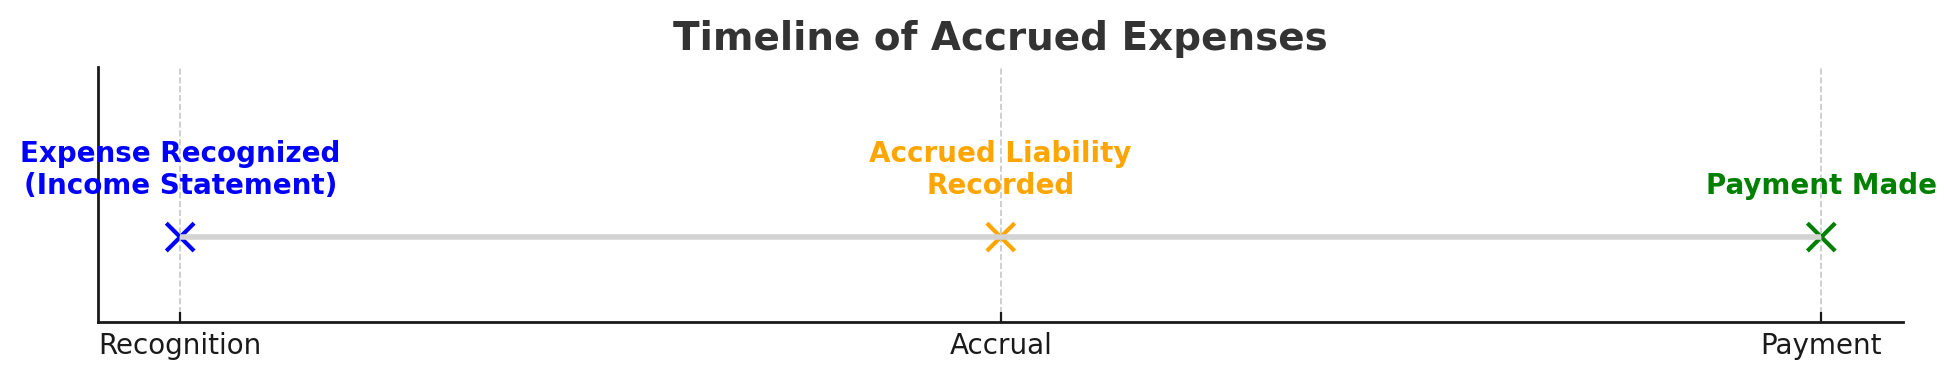 Timeline of Accrued Expenses
Expense Recognized
(Income Statement)
Accrued Liability
Recorded
Payment Made
Recognition
Accrual
Payment